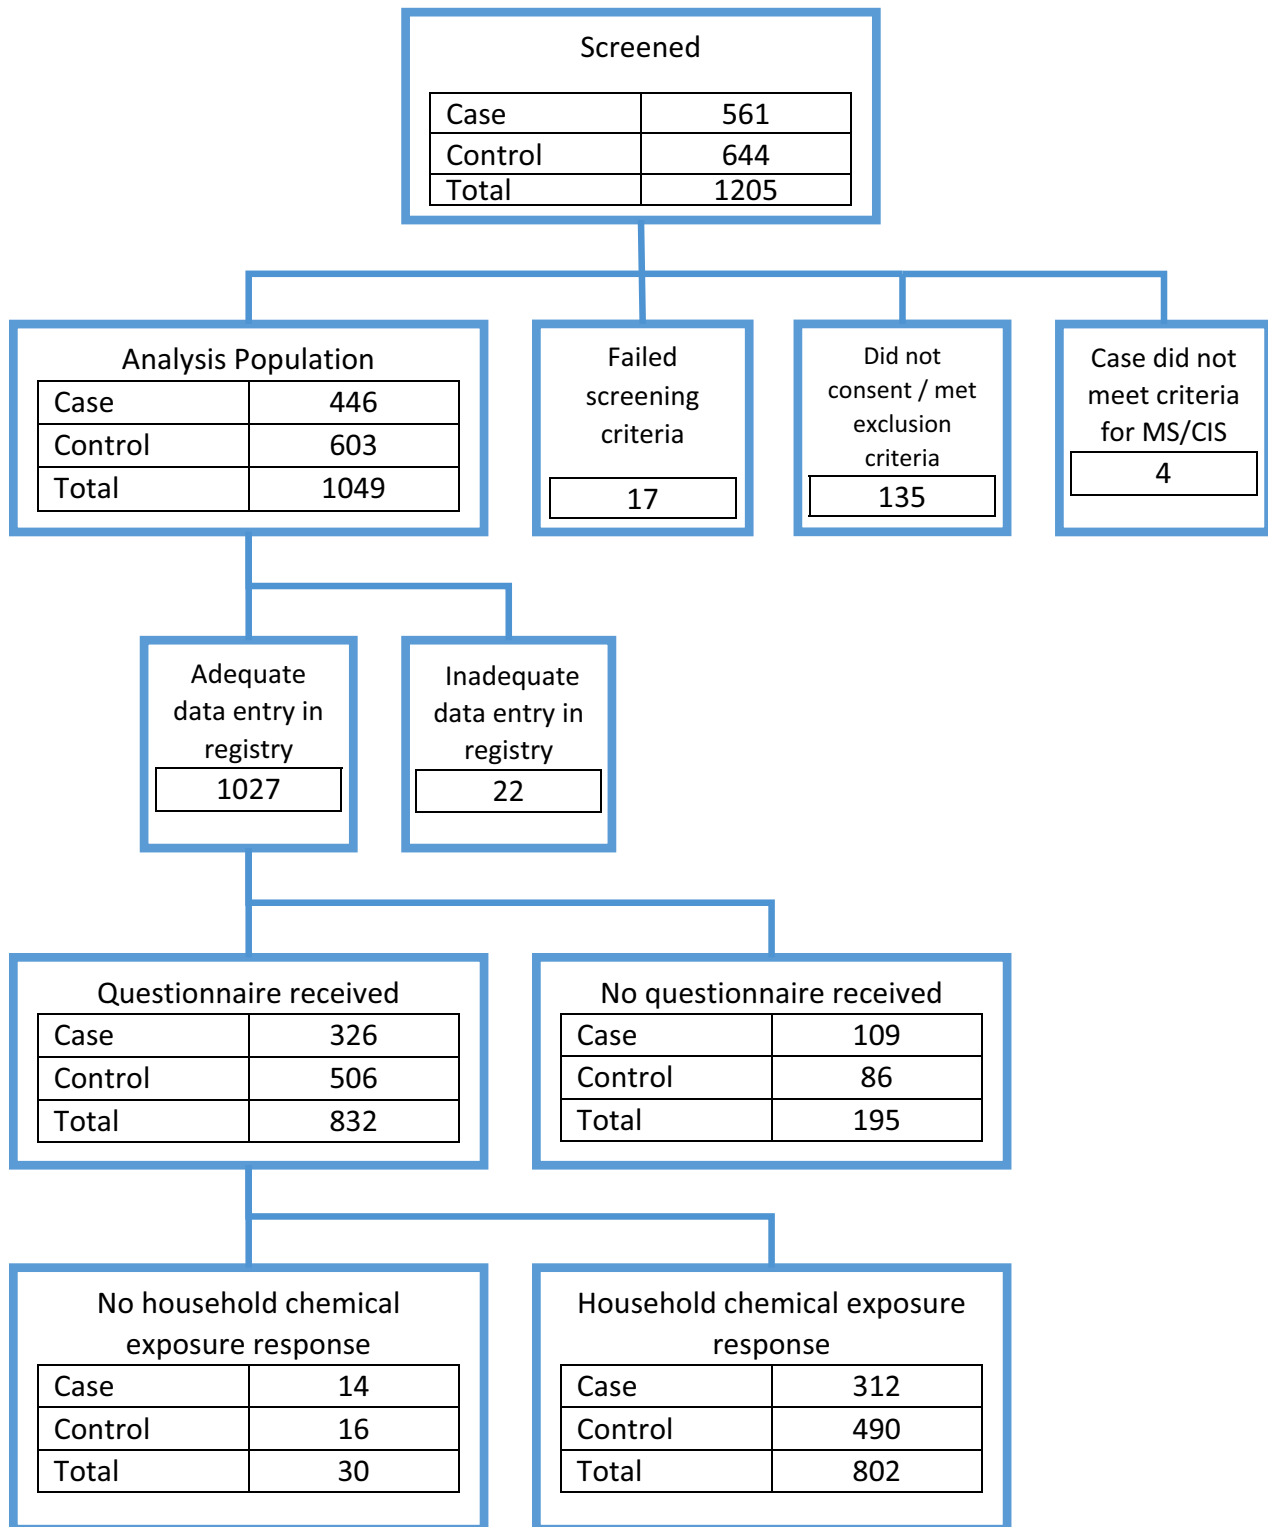 Screened
Case 561
Control 644
Total 1205
Analysis Population
Case 446
Control 603
Total 1049
Failed
screening
criteria
17
Did not
consent / met
exclusion
criteria
135
Case did not
meet criteria
for MS/CIS
4
Adequate
data entry in
registry
1027
Inadequate
data entry in
registry
22
Questionnaire received
Case 326
Control 506
Total 832
No questionnaire received
Case 109
Control 86
Total 195
No household chemical
exposure response
Case 14
Control 16
Total 30
Household chemical exposure
response
Case 312
Control 490
Total 802